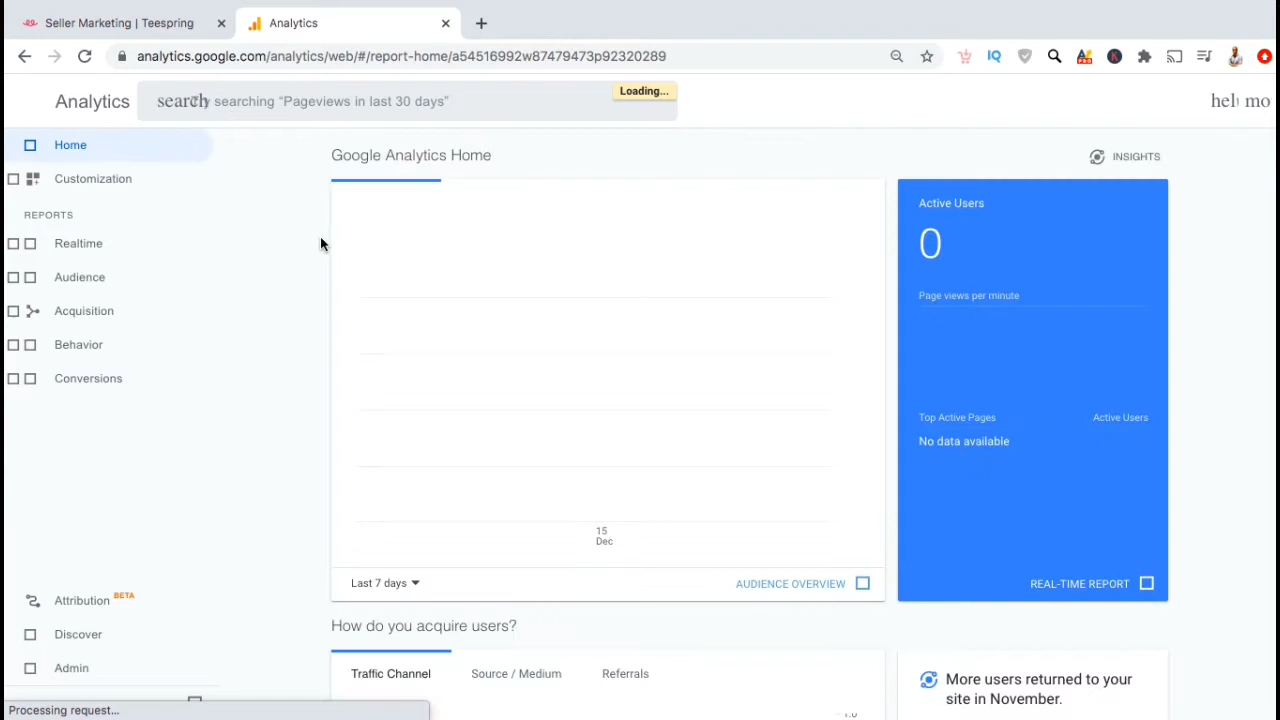 Seller Marketing | Teespring
Analytics
analytics.google.com/analytics/web/#/report-home/a54516992w87479473p92320289
Analytics
search searching “Pageviews in last 30 days”
Loading...
Home
Customization
REPORTS
Realtime
Audience
Acquisition
Behavior
Conversions
Attribution BETA
Discover
Admin
Processing request...
Google Analytics Home
INSIGHTS
15
Dec
Last 7 days
AUDIENCE OVERVIEW
Active Users
0
Page views per minute
Top Active Pages Active Users
No data available
REAL-TIME REPORT
How do you acquire users?
Traffic Channel Source / Medium Referrals
More users returned to your
site in November.